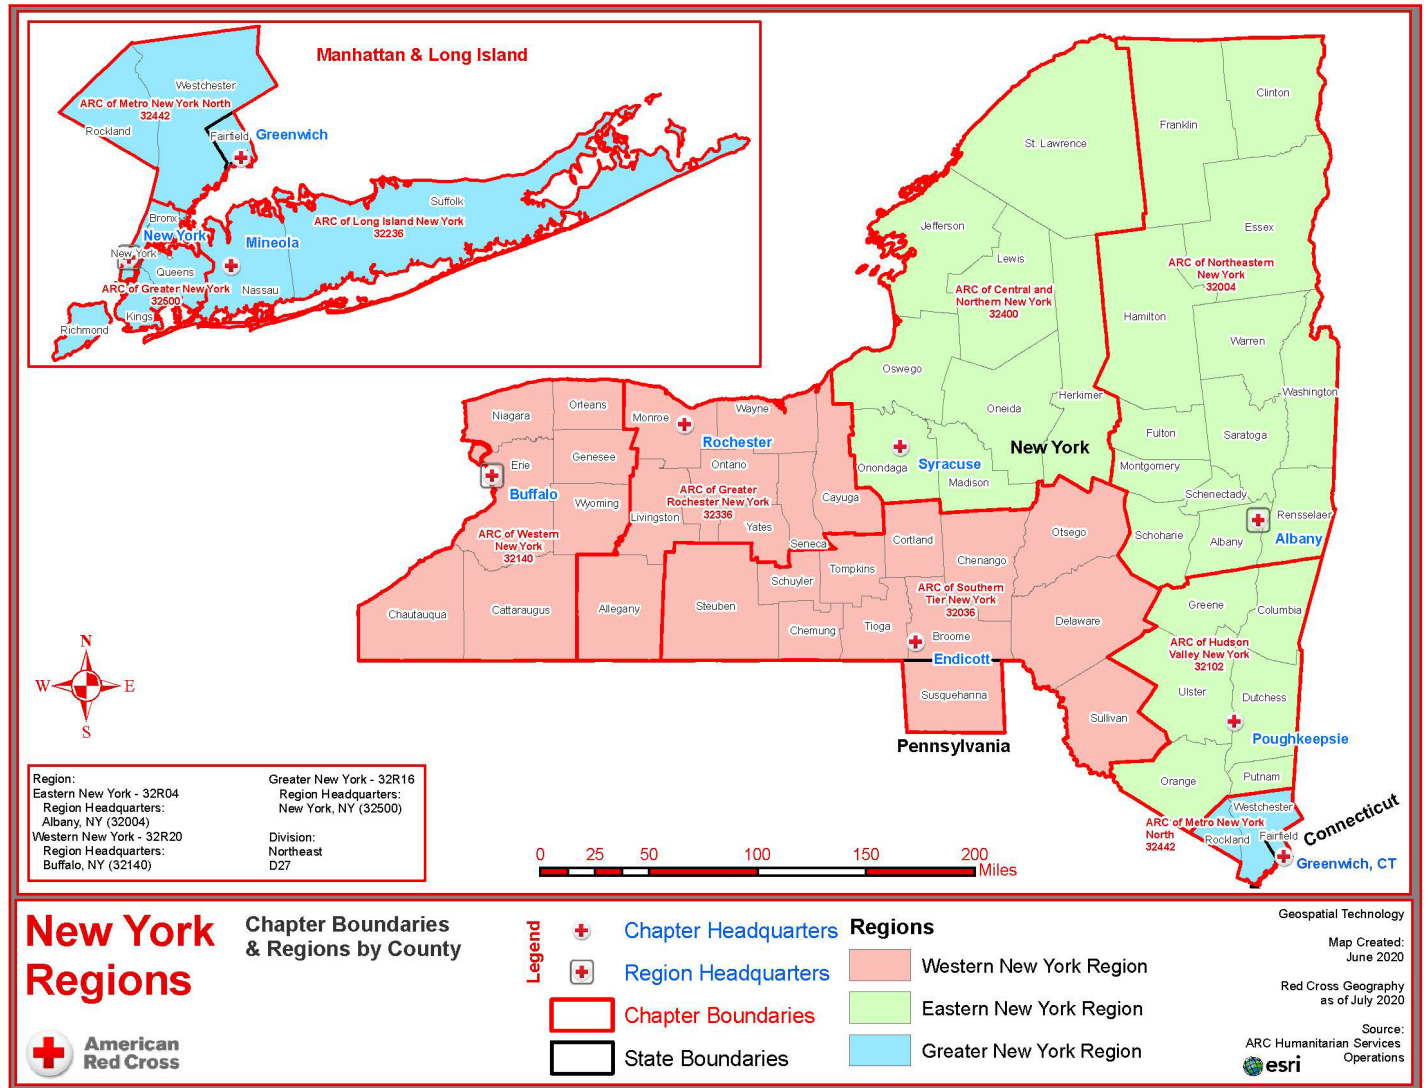 Manhattan & Long Island
Westchester
ARC of Metro New York North
32442
Rockland
Fairfield
Greenwich
Bronx
New York
New York
Mineola
Suffolk
ARC of Long Island New York
32236
Queens
ARC of Greater New York
32500
Nassau
Kings
Richmond
Clinton
Franklin
St. Lawrence
Jefferson
Essex
Lewis
ARC of Northeastern
New York
32004
ARC of Central and
Northern New York
32400
Hamilton
Warren
Oswego
Herkimer
Washington
Oneida
Niagara
Orleans
Monroe
Wayne
Rochester
New York
Fulton
Saratoga
Erie
Genesee
Ontario
Onondaga
Syracuse
Madison
Montgomery
Buffalo
Wyoming
ARC of Greater
Rochester New York
32336
Cayuga
Schenectady
Livingston
Yates
Seneca
Rensselaer
ARC of Western
New York
32140
Cortland
Otsego
Schoharie
Albany
Albany
Chenango
Tompkins
Schuyler
ARC of Southern
Tier New York
32036
Chautauqua
Cattaraugus
Allegany
Steuben
Greene
Columbia
Chemung
Tioga
Broome
Delaware
Endicott
ARC of Hudson
Valley New York
32102
Susquehanna
Pennsylvania
Sullivan
Ulster
Dutchess
Poughkeepsie
Orange
Putnam
Westchester
ARC of Metro New York
North
32442
Rockland
Fairfield
Connecticut
Greenwich, CT
N
W
E
S
Region:
Eastern New York - 32R04
Region Headquarters:
Albany, NY (32004)
Western New York - 32R20
Region Headquarters:
Buffalo, NY (32140)
Greater New York - 32R16
Region Headquarters:
New York, NY (32500)
Division:
Northeast
D27
0 25 50 100 150 200
Miles
New York
Regions
Chapter Boundaries
& Regions by County
American
Red Cross
Legend
Chapter Headquarters
Region Headquarters
Chapter Boundaries
State Boundaries
Regions
Western New York Region
Eastern New York Region
Greater New York Region
Geospatial Technology
Map Created:
June 2020
Red Cross Geography
as of July 2020
Source:
ARC Humanitarian Services
Operations
esri